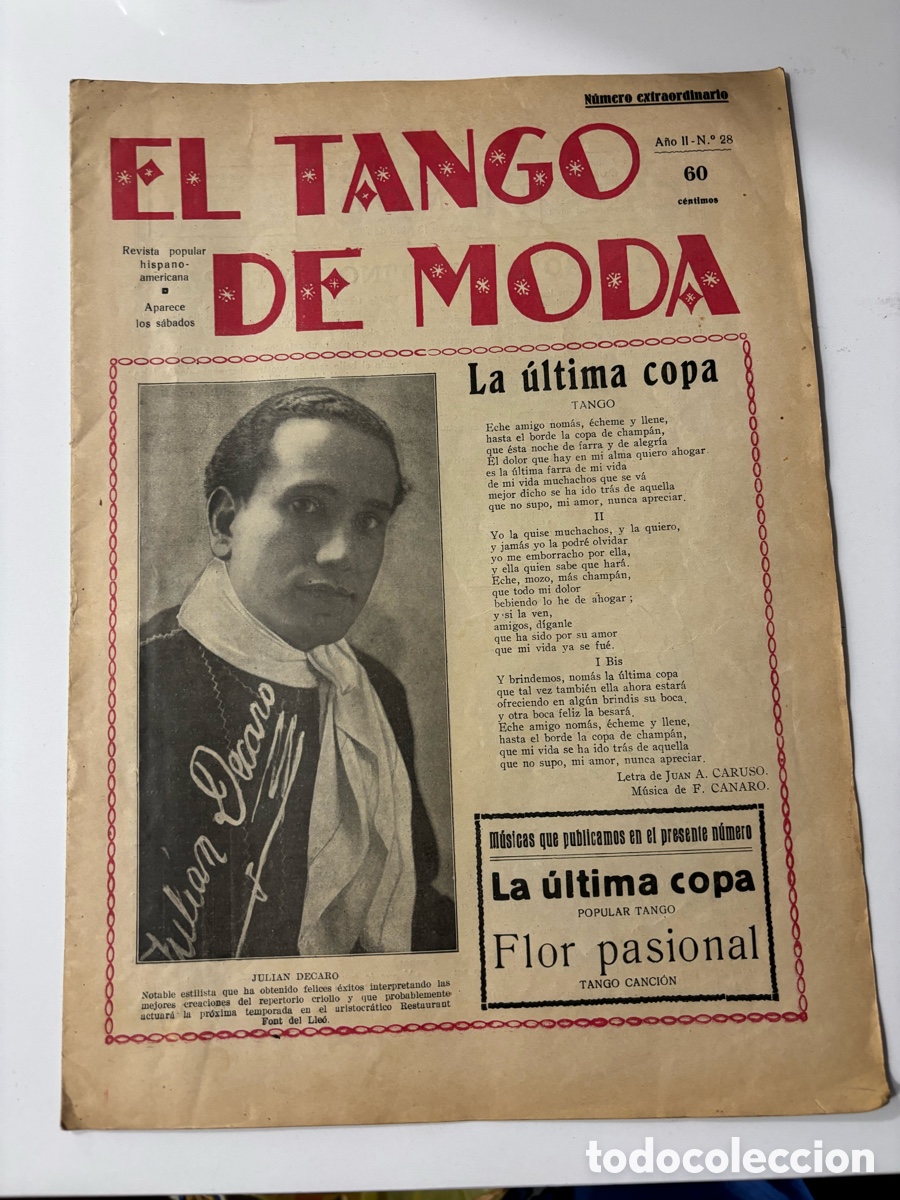 Número extraordinario
EL TANGO
DE MODA
Año II - N.º 28
60
céntimos
Revista popular
hispano-
americana
Aparece
los sábados
La última copa
TANGO
Eche amigo nomás, écheme y llene,
hasta el borde la copa de champán,
que ésta noche de farra y de alegría
El dolor que hay en mi alma quiero ahogar.
es la última farra de mi vida
de mi vida muchachos que se vá
mejor dicho se ha ido trás de aquella
que no supo, mi amor, nunca apreciar.
II
Yo la quise muchachos, y la quiero,
y jamás yo la podré olvidar
yo me emborracho por ella,
y ella quien sabe que hará.
Eche, mozo, más champán,
que todo mi dolor
bebiendo lo he de ahogar;
y si la ven,
amigos, díganle
que ha sido por su amor
que mi vida ya se fué.
I Bis
Y brindemos, nomás la última copa
que tal vez también ella ahora estará
ofreciendo en algún brindis su boca
y otra boca feliz la besará.
Eche amigo nomás, écheme y llene,
hasta el borde la copa de champán,
que mi vida se ha ido trás de aquella
que no supo, mi amor, nunca apreciar.
Letra de JUAN A. CARUSO.
Música de F. CANARO.
Julián Decaro
JULIAN DECARO
Notable estilista que ha obtenido felices éxitos interpretando las
mejores creaciones del repertorio criollo y que probablemente
actuará la próxima temporada en el aristocrático Restaurant
Font del Lleó.
Músicas que publicamos en el presente número
La última copa
POPULAR TANGO
Flor pasional
TANGO CANCIÓN
todocoleccion